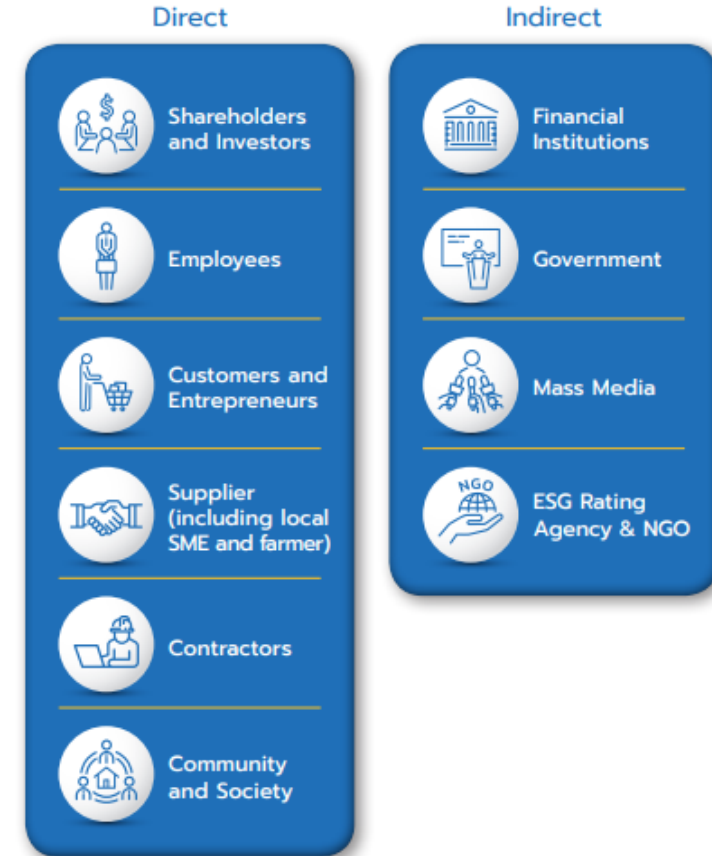 Direct
Shareholders
and Investors
Employees
Customers and
Entrepreneurs
Supplier
(including local
SME and farmer)
Contractors
Community
and Society
Indirect
Financial
Institutions
Government
Mass Media
NGO
ESG Rating
Agency & NGO